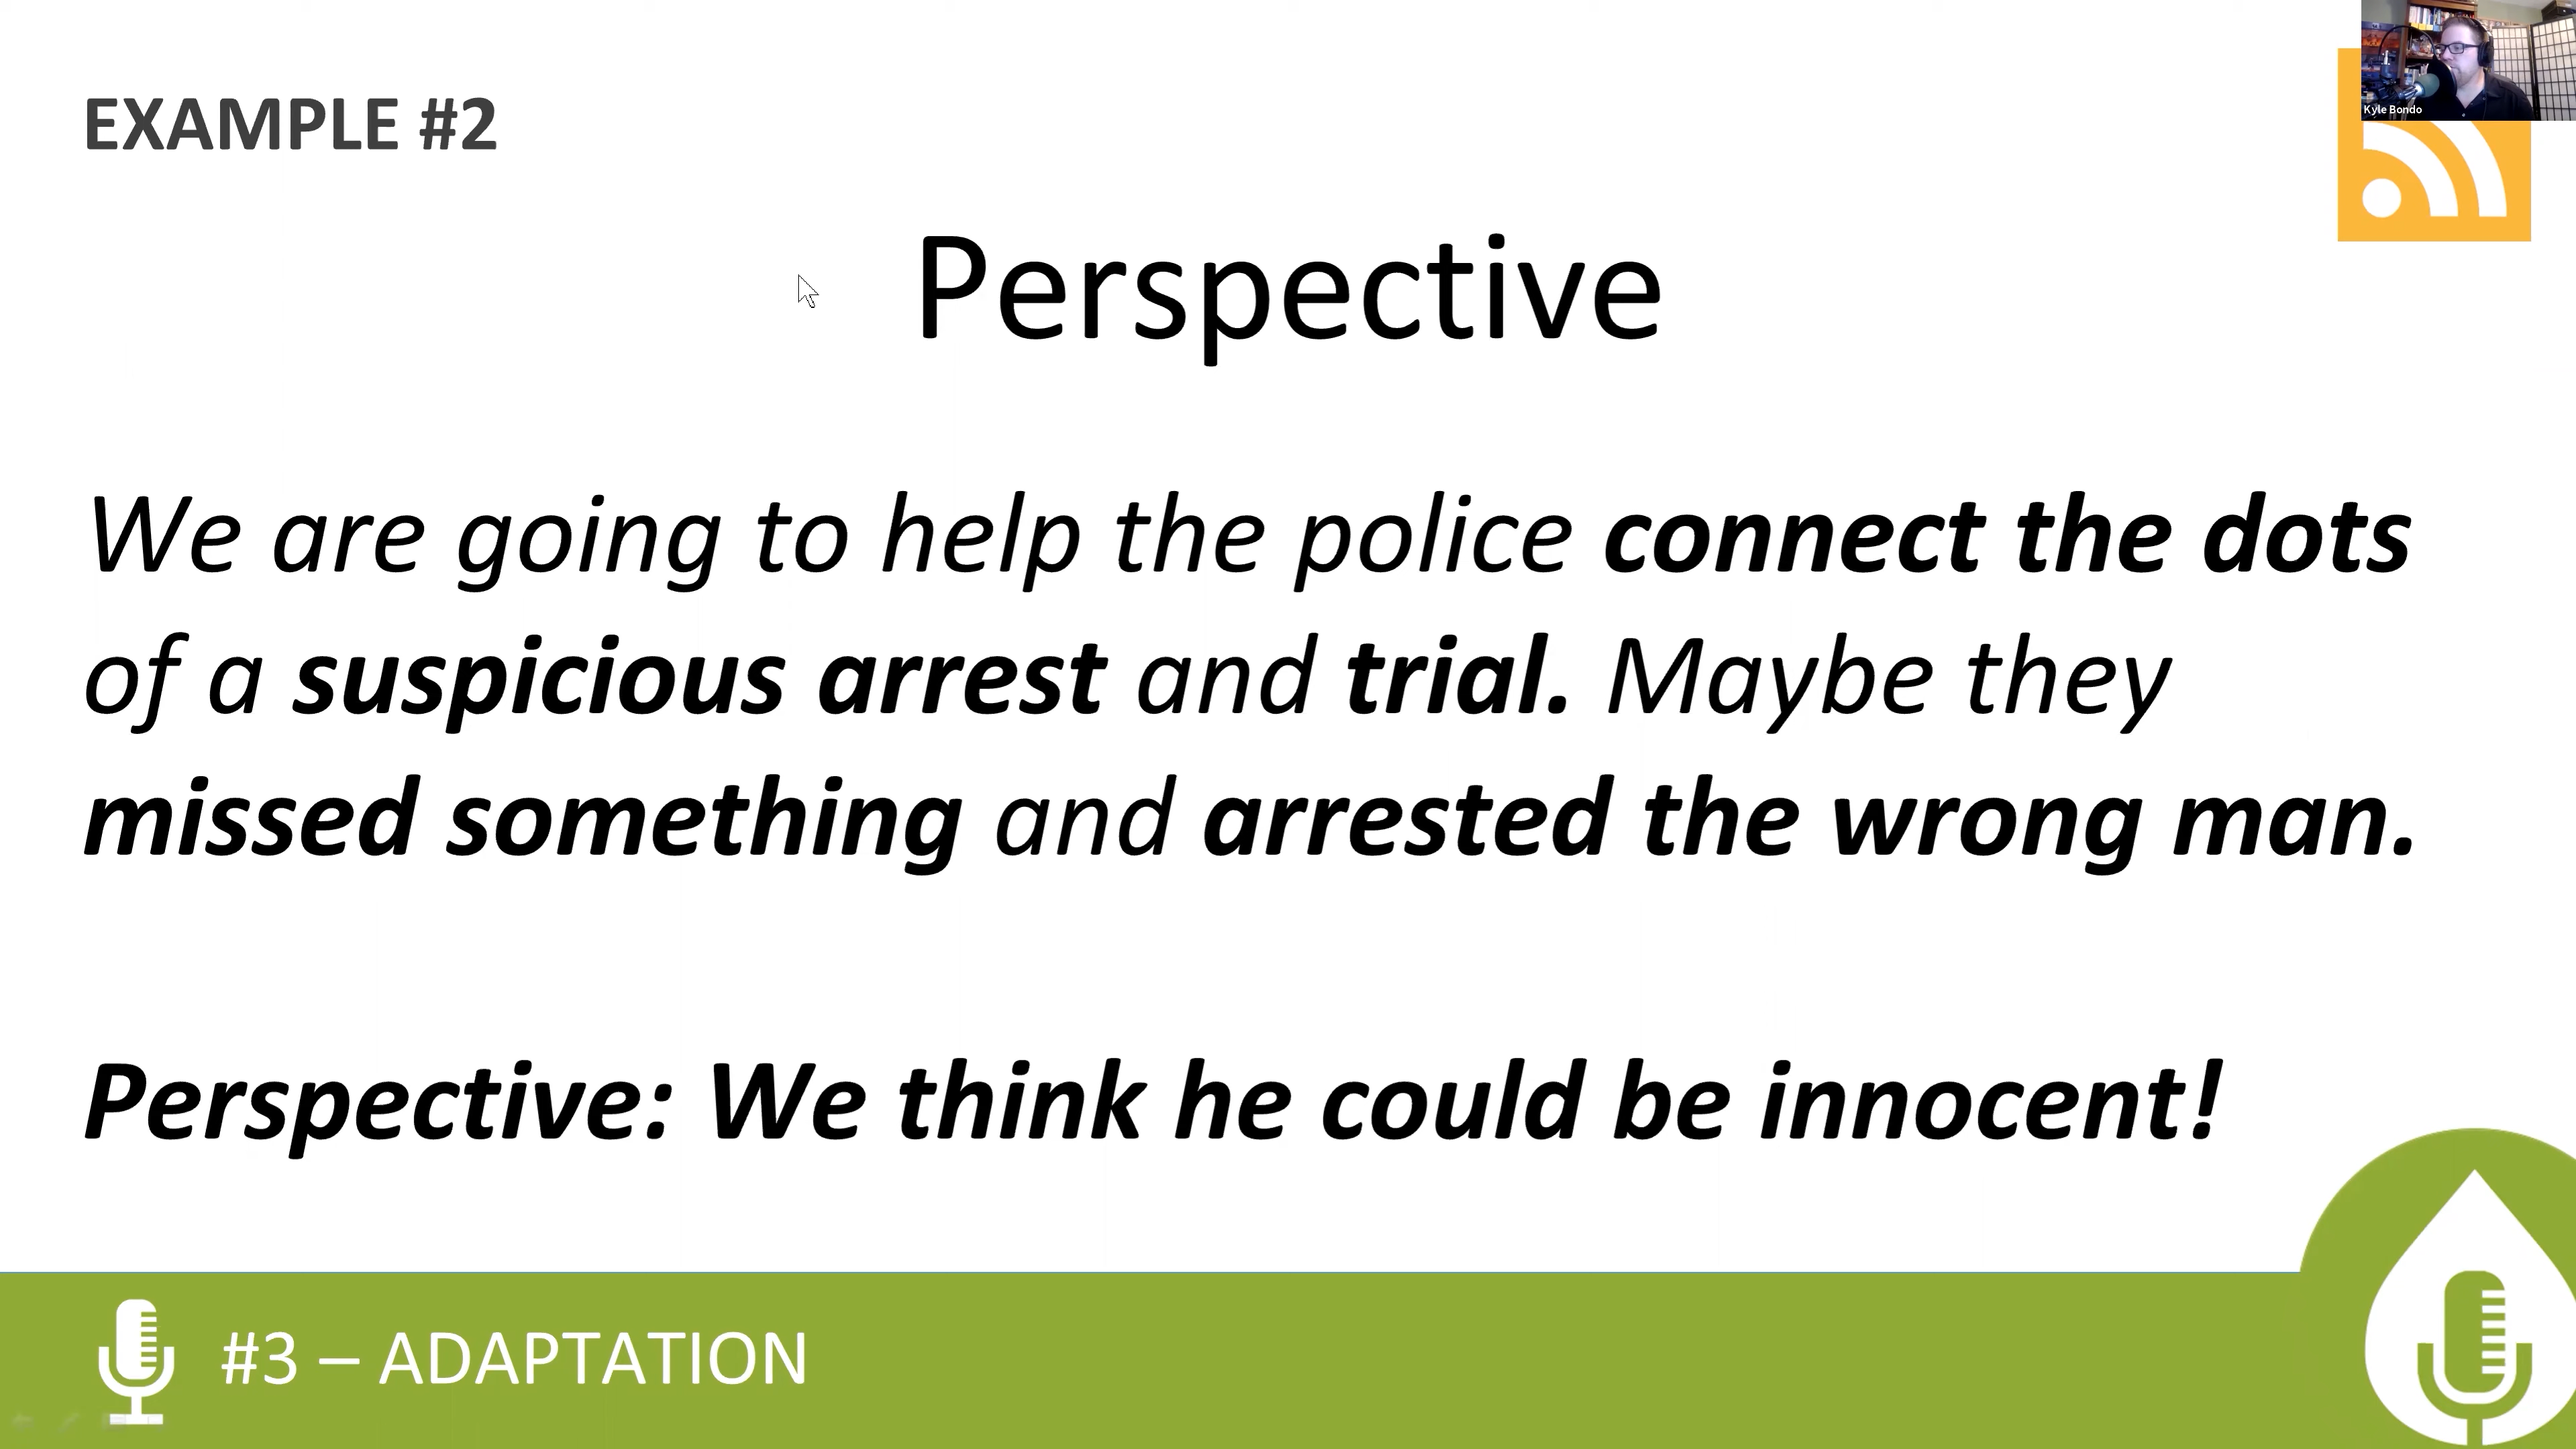 EXAMPLE #2
Kyle Bondo
Perspective
We are going to help the police connect the dots
of a suspicious arrest and trial. Maybe they
missed something and arrested the wrong man.
Perspective: We think he could be innocent!
#3 – ADAPTATION